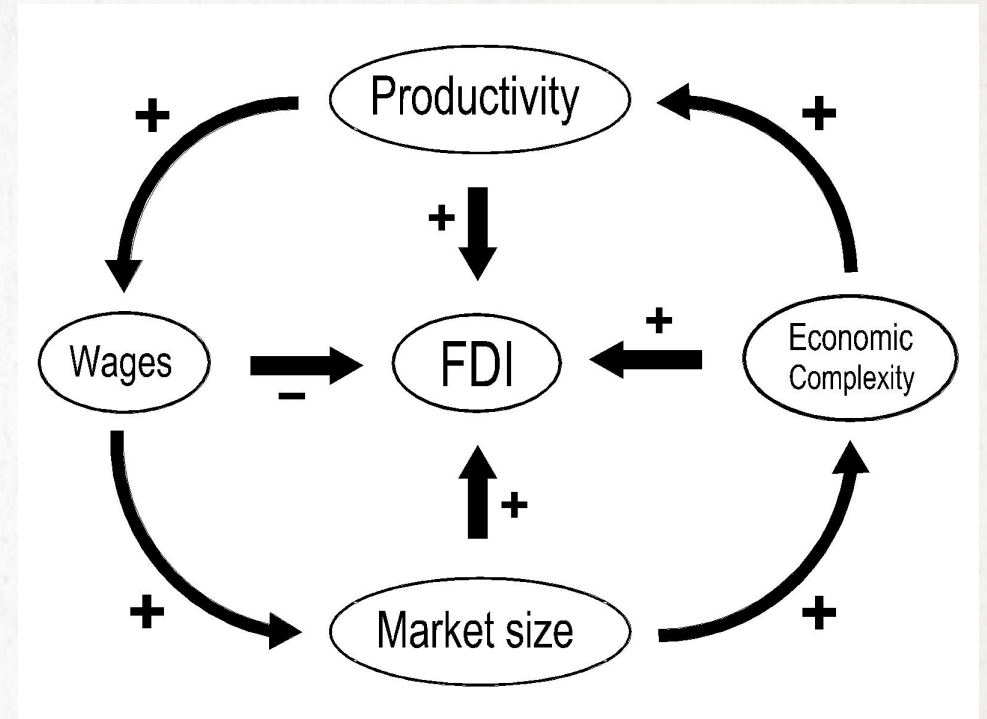 Productivity
+
+
+
+
Wages
–
FDI
Economic
Complexity
+
+
+
Market size
+